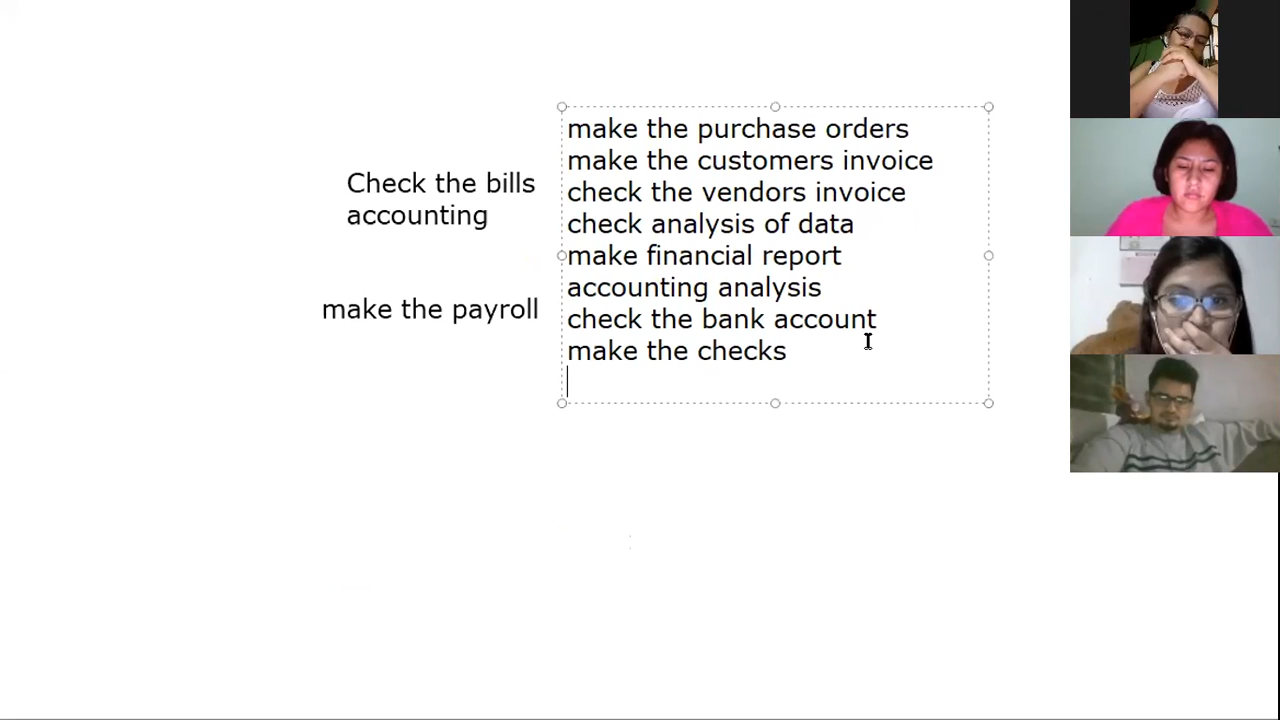 Check the bills
accounting
make the payroll
make the purchase orders
make the customers invoice
check the vendors invoice
check analysis of data
make financial report
accounting analysis
check the bank account
make the checks